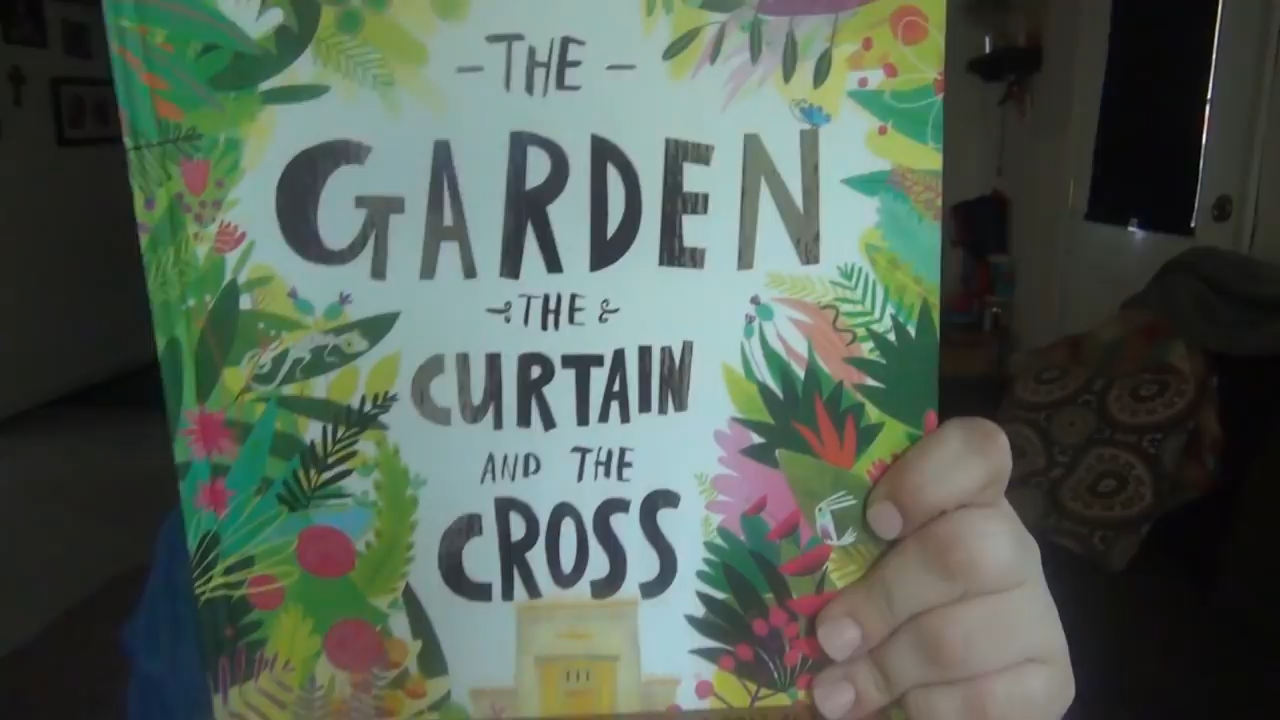 THE
GARDEN
THE
CURTAIN
AND THE
CROSS